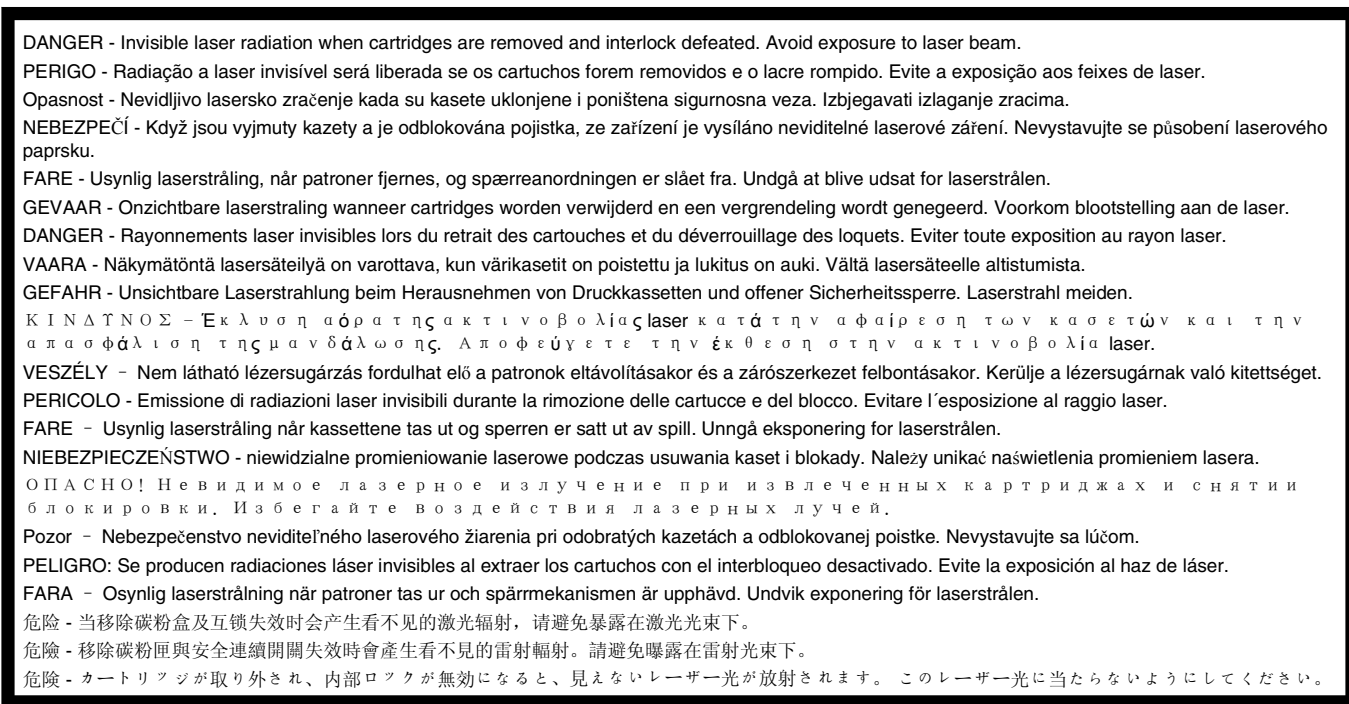 DANGER - Invisible laser radiation when cartridges are removed and interlock defeated. Avoid exposure to laser beam.
PERIGO - Radiação a laser invisível será liberada se os cartuchos forem removidos e o lacre rompido. Evite a exposição aos feixes de laser.
Opasnost - Nevidljivo lasersko zračenje kada su kasete uklonjene i poništena sigurnosna veza. Izbjegavati izlaganje zracima.
NEBEZPEČÍ - Když jsou vyjmuty kazety a je odblokována pojistka, ze zařízení je vysíláno neviditelné laserové záření. Nevystavujte se působení laserového
paprsku.
FARE - Usynlig laserstråling, når patroner fjernes, og spærreanordningen er slået fra. Undgå at blive udsat for laserstrålen.
GEVAAR - Onzichtbare laserstraling wanneer cartridges worden verwijderd en een vergrendeling wordt genegeerd. Voorkom blootstelling aan de laser.
DANGER - Rayonnements laser invisibles lors du retrait des cartouches et du déverrouillage des loquets. Eviter toute exposition au rayon laser.
VAARA - Näkymätöntä lasersäteilyä on varottava, kun värikasetit on poistettu ja lukitus on auki. Vältä lasersäteelle altistumista.
GEFAHR - Unsichtbare Laserstrahlung beim Herausnehmen von Druckkassetten und offener Sicherheitssperre. Laserstrahl meiden.
ΚΙΝΔΥΝΟΣ - Έκλυση αόρατης ακτινοβολίας laser κατά την αφαίρεση των κασετών και την
απασφάλιση της μανδάλωσης. Αποφεύγετε την έκθεση στην ακτινοβολία laser.
VESZÉLY – Nem látható lézersugárzás fordulhat elő a patronok eltávolításakor és a zárószerkezet felbontásakor. Kerülje a lézersugárnak való kitettséget.
PERICOLO - Emissione di radiazioni laser invisibili durante la rimozione delle cartucce e del blocco. Evitare l´esposizione al raggio laser.
FARE – Usynlig laserstråling når kassettene tas ut og sperren er satt ut av spill. Unngå eksponering for laserstrålen.
NIEBEZPIECZEŃSTWO - niewidzialne promieniowanie laserowe podczas usuwania kaset i blokady. Należy unikać naświetlenia promieniem lasera.
ОПАСНО! Невидимое лазерное излучение при извлеченных картриджах и снятии
блокировки. Избегайте воздействия лазерных лучей.
Pozor – Nebezpečenstvo neviditeľného laserového žiarenia pri odobratých kazetách a odblokovanej poistke. Nevystavujte sa lúčom.
PELIGRO: Se producen radiaciones láser invisibles al extraer los cartuchos con el interbloqueo desactivado. Evite la exposición al haz de láser.
FARA – Osynlig laserstrålning när patroner tas ur och spärrmekanismen är upphävd. Undvik exponering för laserstrålen.
危险 - 当移除碳粉盒及互锁失效时会产生看不见的激光辐射，请避免暴露在激光光束下。
危險 - 移除碳粉匣與安全連續開關失效時會產生看不見的雷射輻射。請避免曝露在雷射光束下。
危険 - カートリッジが取り外され、内部ロックが無効になると、見えないレーザー光が放射されます。 このレーザー光に当たらないようにしてください。